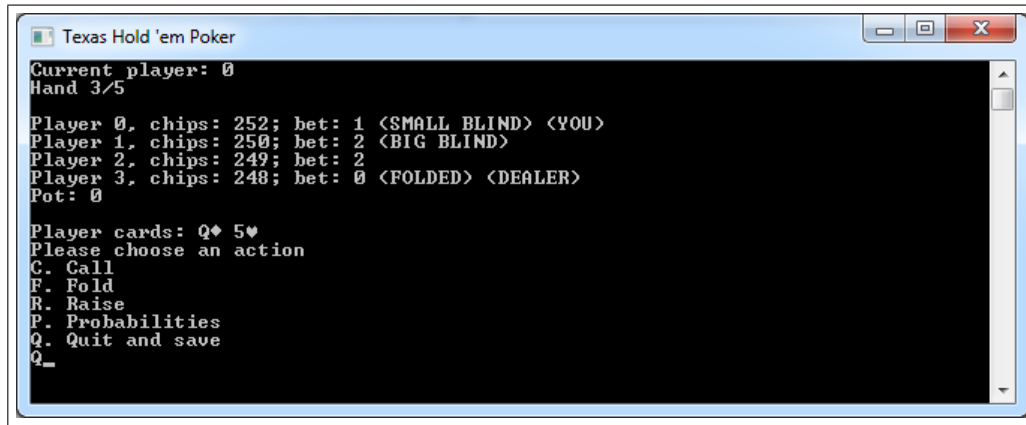 Texas Hold 'em Poker
Current player: 0
Hand 3/5
Player 0, chips: 252; bet: 1 (SMALL BLIND) (YOU)
Player 1, chips: 250; bet: 2 (BIG BLIND)
Player 2, chips: 249; bet: 2
Player 3, chips: 248; bet: 0 (FOLDED) (DEALER)
Pot: 0
Player cards: Q♦ 5♥
Please choose an action
C. Call
F. Fold
R. Raise
P. Probabilities
Q. Quit and save
Q_